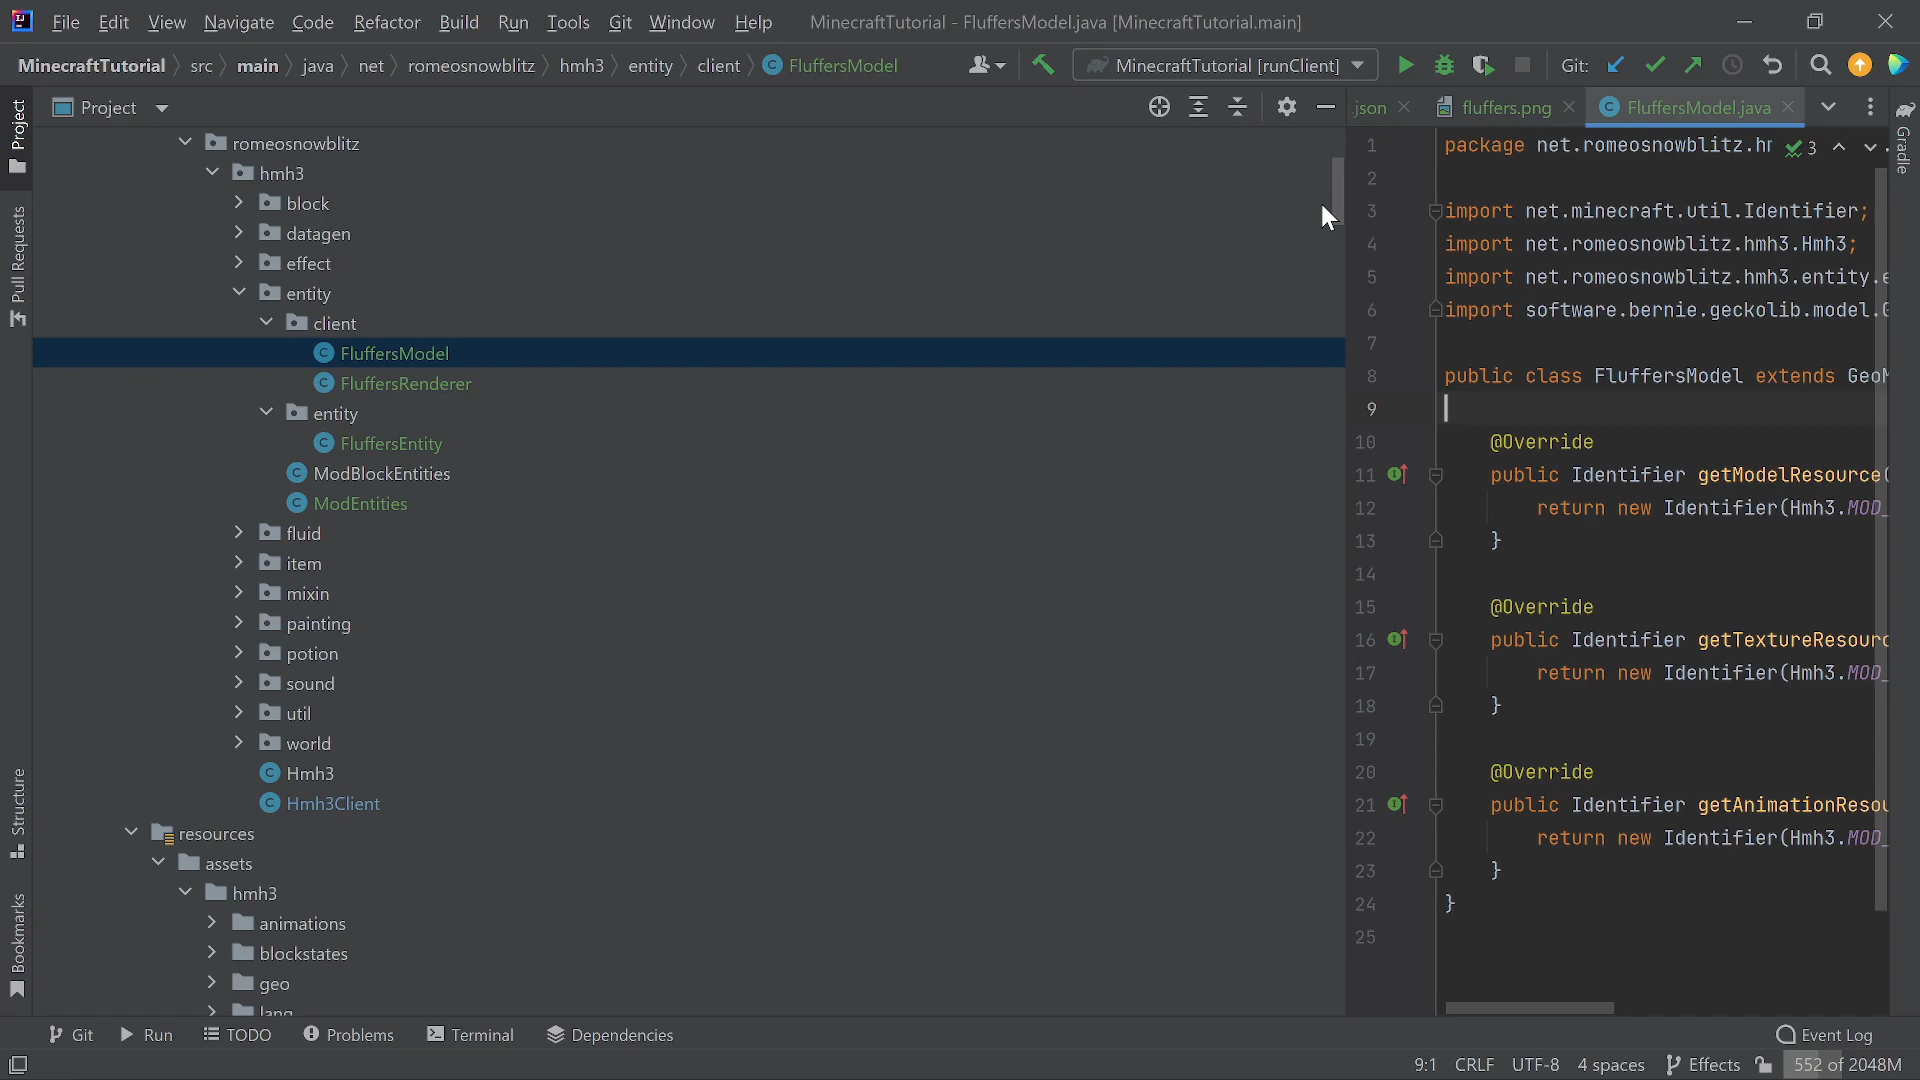 File Edit View Navigate Code Refactor Build Run Tools Git Window Help MinecraftTutorial - FluffersModel.java [MinecraftTutorial.main]
MinecraftTutorial src main java net romeosnowblitz hmh3 entity client FluffersModel MinecraftTutorial [runClient] Git:
Project
Pull Requests
Structure
Bookmarks
Project
romeosnowblitz
hmh3
block
datagen
effect
entity
client
FluffersModel
FluffersRenderer
entity
FluffersEntity
ModBlockEntities
ModEntities
fluid
item
mixin
painting
potion
sound
util
world
Hmh3
Hmh3Client
resources
assets
hmh3
animations
blockstates
geo
lang
.json fluffers.png FluffersModel.java
3
1 package net.romeosnowblitz.hm
2
3 import net.minecraft.util.Identifier;
4 import net.romeosnowblitz.hmh3.Hmh3;
5 import net.romeosnowblitz.hmh3.entity.e
6 import software.bernie.geckolib.model.G
7
8 public class FluffersModel extends GeoM
9
10 @Override
11 public Identifier getModelResource(
12 return new Identifier(Hmh3.MOD_
13 }
14
15 @Override
16 public Identifier getTextureResourc
17 return new Identifier(Hmh3.MOD_
18 }
19
20 @Override
21 public Identifier getAnimationResou
22 return new Identifier(Hmh3.MOD_
23 }
24 }
25
Gradle
Git Run TODO Problems Terminal Dependencies Event Log
9:1 CRLF UTF-8 4 spaces Effects 552 of 2048M